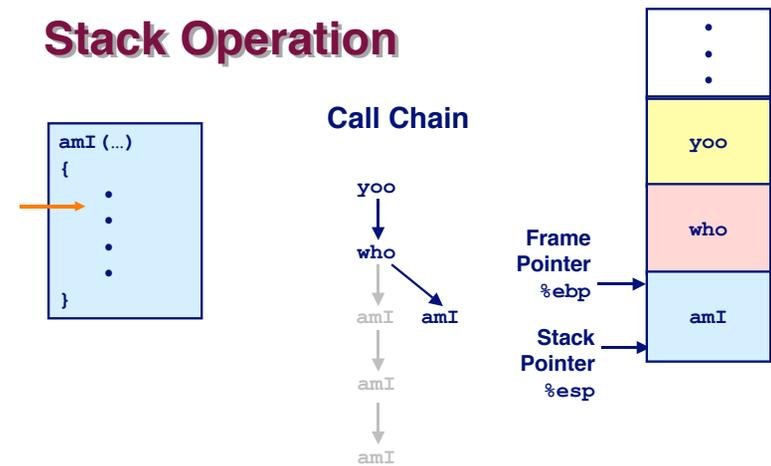 Stack Operation
amI(…)
{
•
•
•
•
}
Call Chain
yoo
who
amI
amI
amI
amI
Frame
Pointer
%ebp
Stack
Pointer
%esp
•
•
•
yoo
who
amI